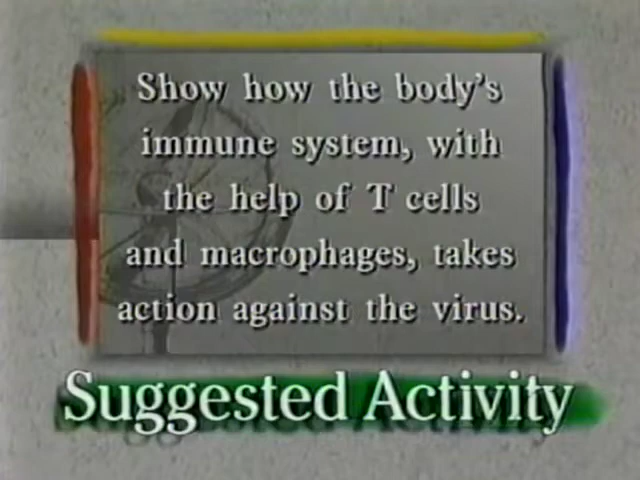 Show how the body's
immune system, with
the help of T cells
and macrophages, takes
action against the virus.
Suggested Activity